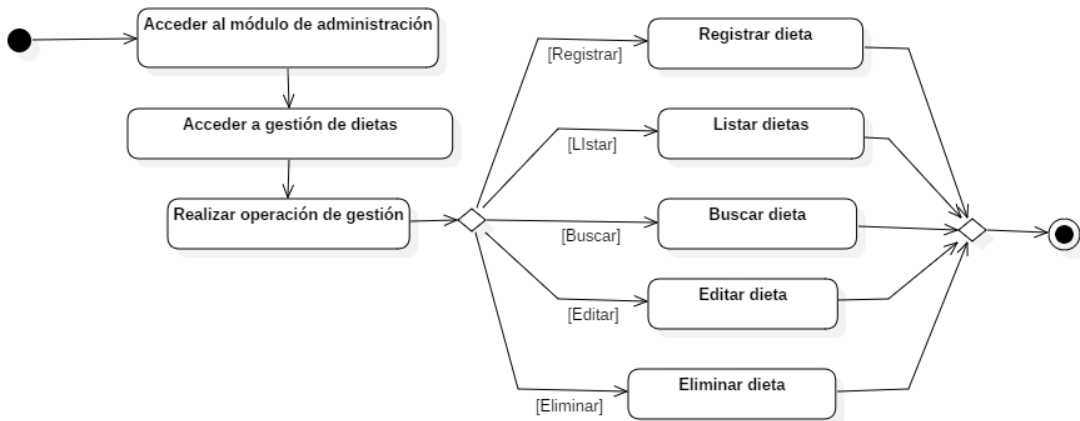 Acceder al módulo de administración
Acceder a gestión de dietas
Realizar operación de gestión
[Registrar]
Registrar dieta
[LIstar]
Listar dietas
[Buscar]
Buscar dieta
[Editar]
Editar dieta
[Eliminar]
Eliminar dieta